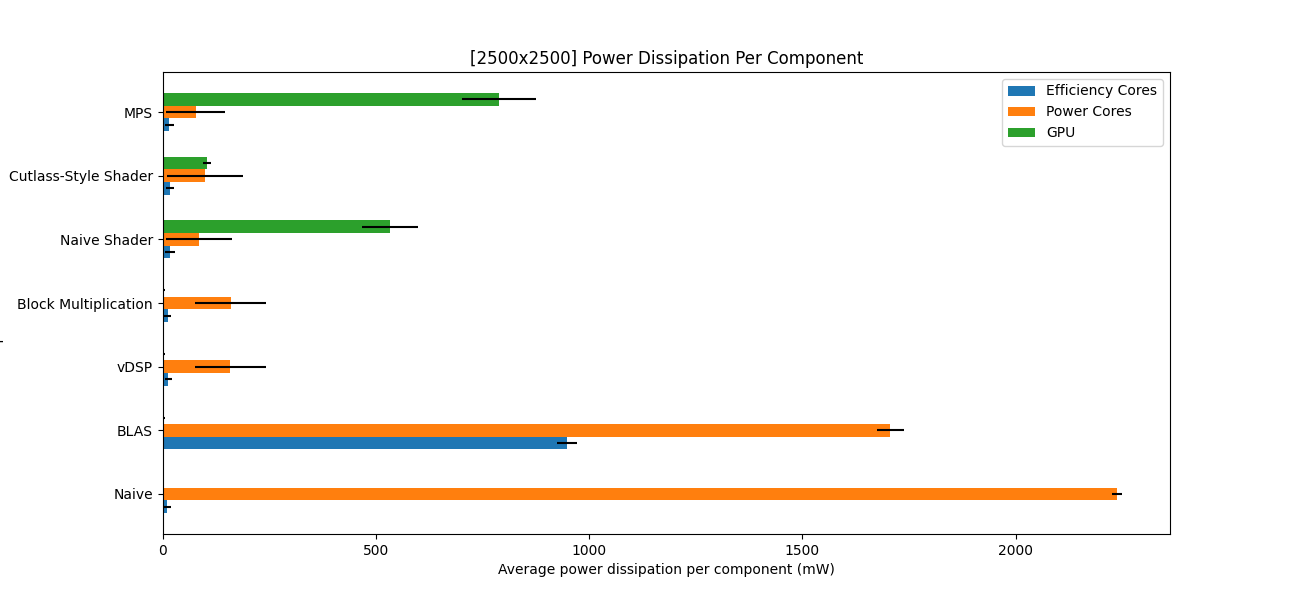 [2500x2500] Power Dissipation Per Component
Efficiency Cores
Power Cores
GPU
MPS
Cutlass-Style Shader
Naive Shader
Block Multiplication
vDSP
BLAS
Naive
0 500 1000 1500 2000
Average power dissipation per component (mW)